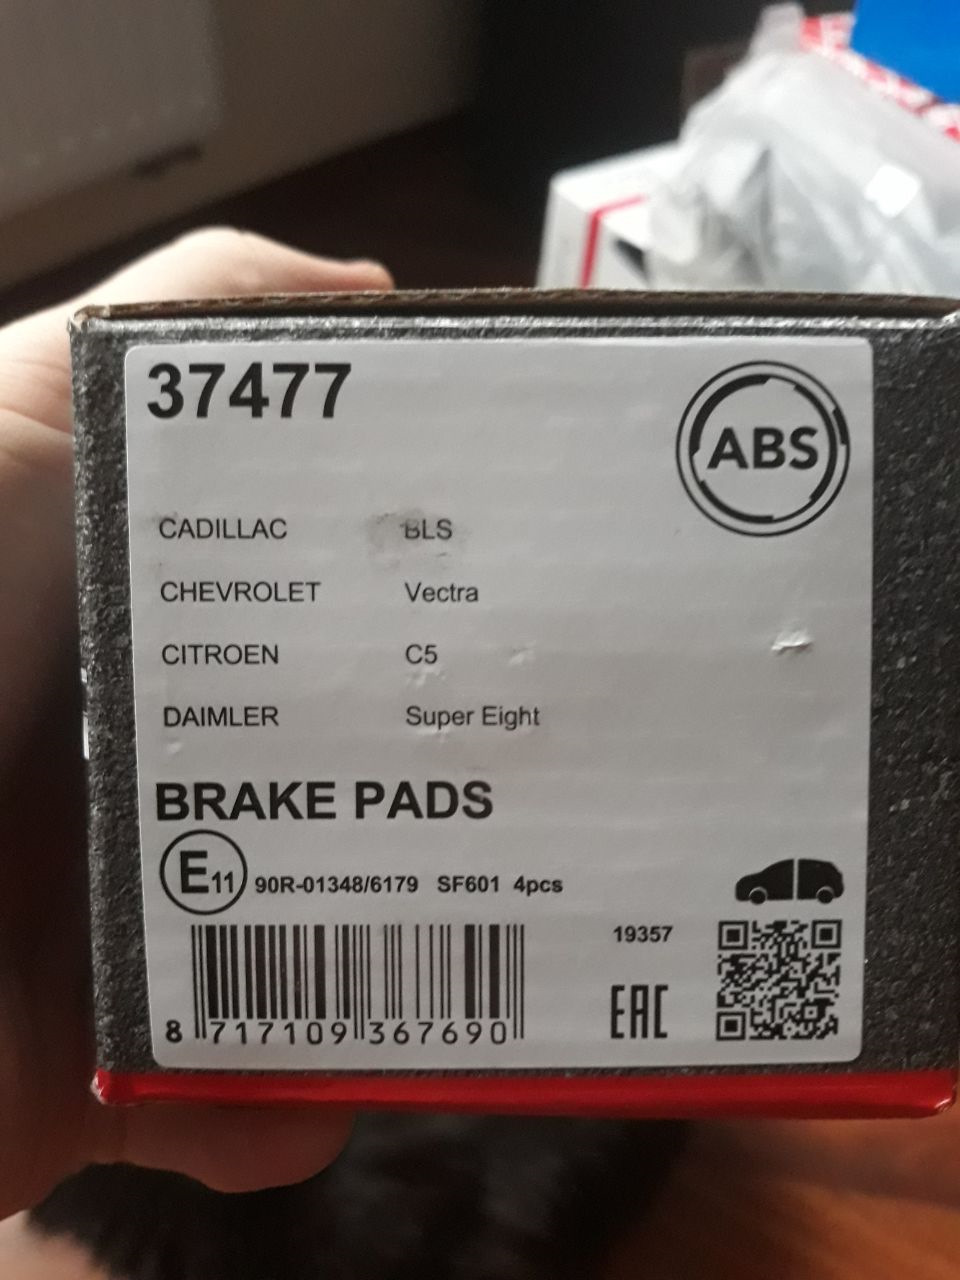 37477
ABS
CADILLAC BLS
CHEVROLET Vectra
CITROEN C5
DAIMLER Super Eight
BRAKE PADS
E11 90R-01348/6179 SF601 4pcs
19357
EAC
8 717109 367690